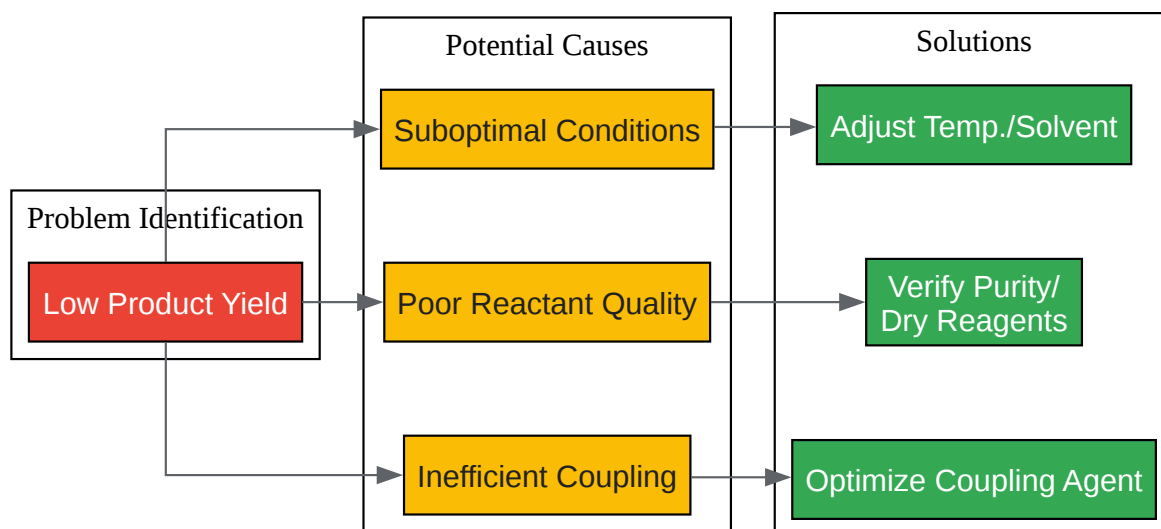 Potential Causes
Solutions
Suboptimal Conditions
Adjust Temp./Solvent
Problem Identification
Low Product Yield
Poor Reactant Quality
Verify Purity/
Dry Reagents
Inefficient Coupling
Optimize Coupling Agent